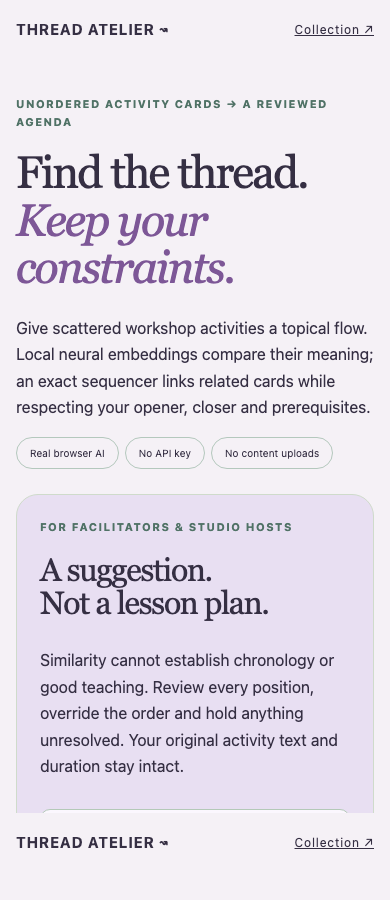 THREAD ATELIER ↝
Collection ↗
UNORDERED ACTIVITY CARDS → A REVIEWED
AGENDA
Find the thread.
Keep your
constraints.
Give scattered workshop activities a topical flow.
Local neural embeddings compare their meaning;
an exact sequencer links related cards while
respecting your opener, closer and prerequisites.
Real browser AI
No API key
No content uploads
FOR FACILITATORS & STUDIO HOSTS
A suggestion.
Not a lesson plan.
Similarity cannot establish chronology or
good teaching. Review every position,
override the order and hold anything
unresolved. Your original activity text and
duration stay intact.
THREAD ATELIER ↝
Collection ↗